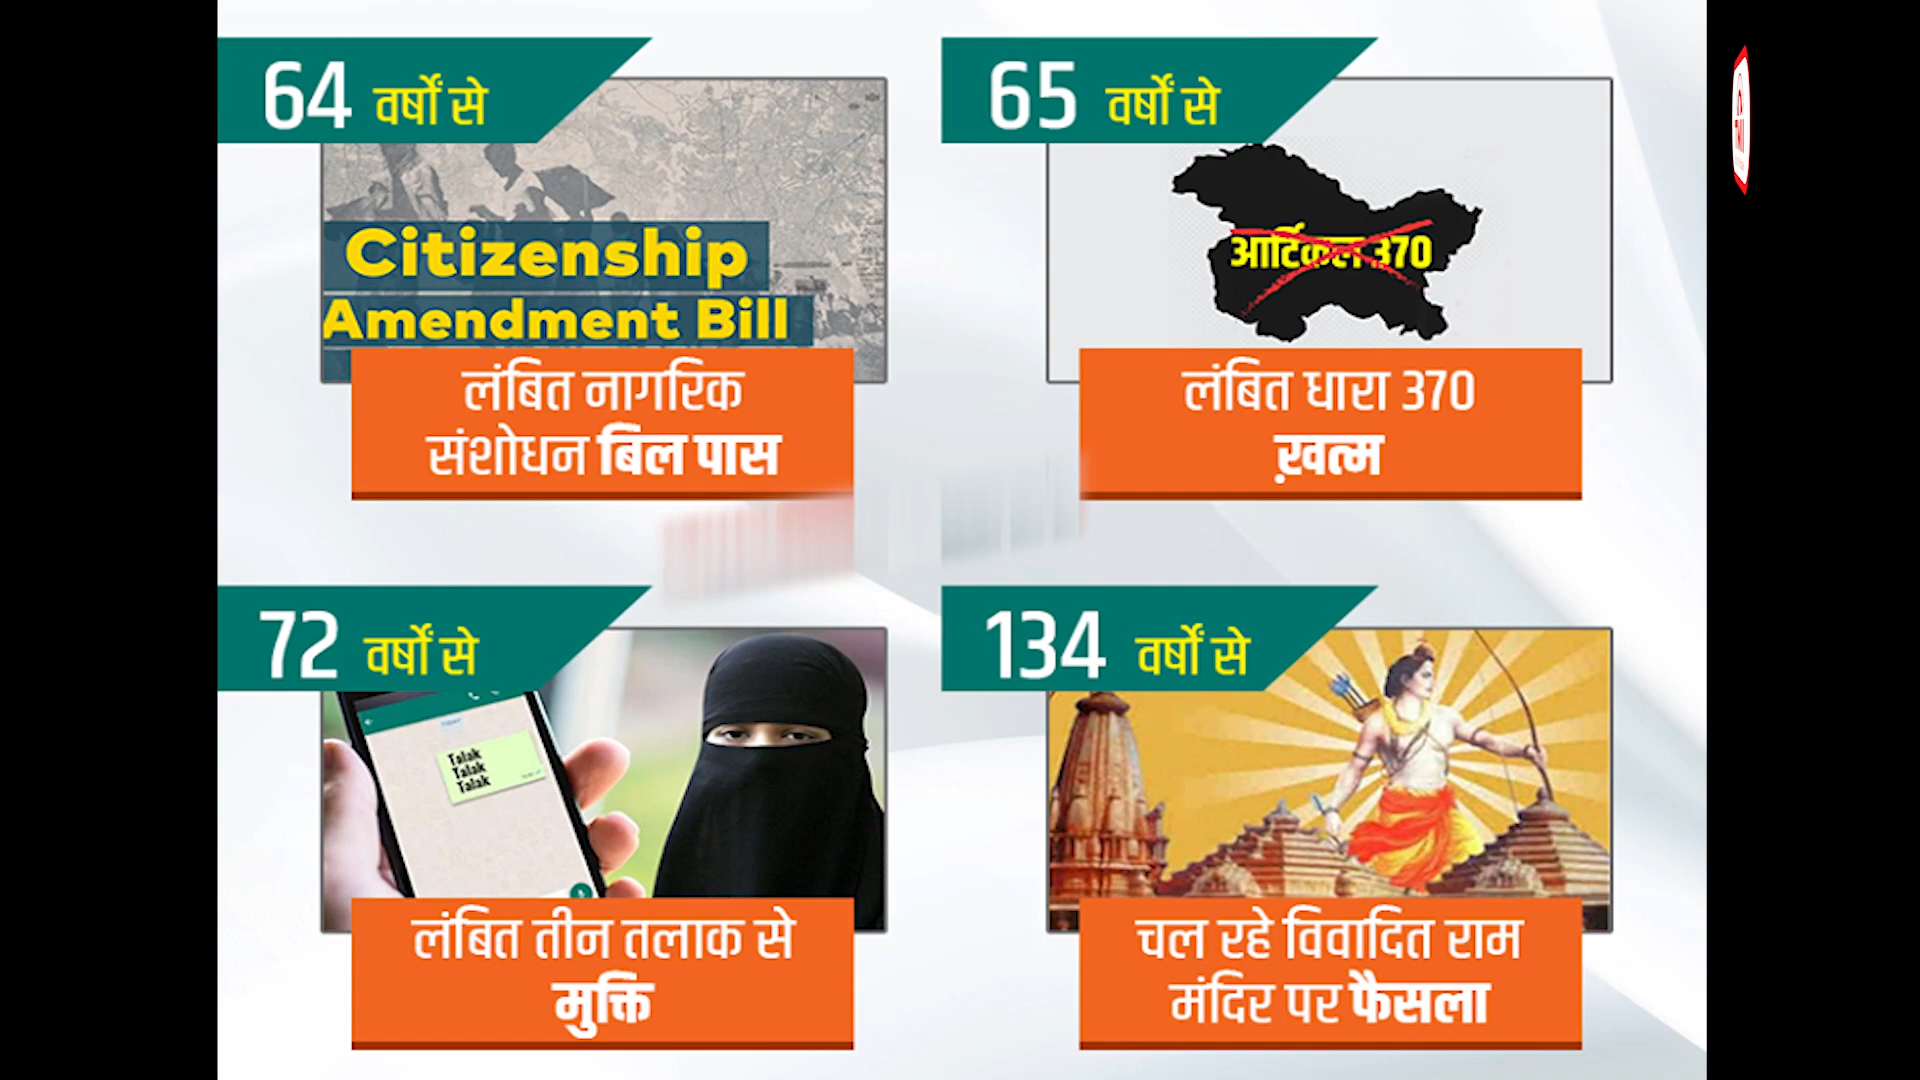 64 वर्षों से
Citizenship
Amendment Bill
लंबित नागरिक
संशोधन बिल पास
65 वर्षों से
आर्टिकल 370
लंबित धारा 370
ख़त्म
72 वर्षों से
TODAY
Talak
Talak
Talak
लंबित तीन तलाक से
मुक्ति
134 वर्षों से
चल रहे विवादित राम
मंदिर पर फैसला